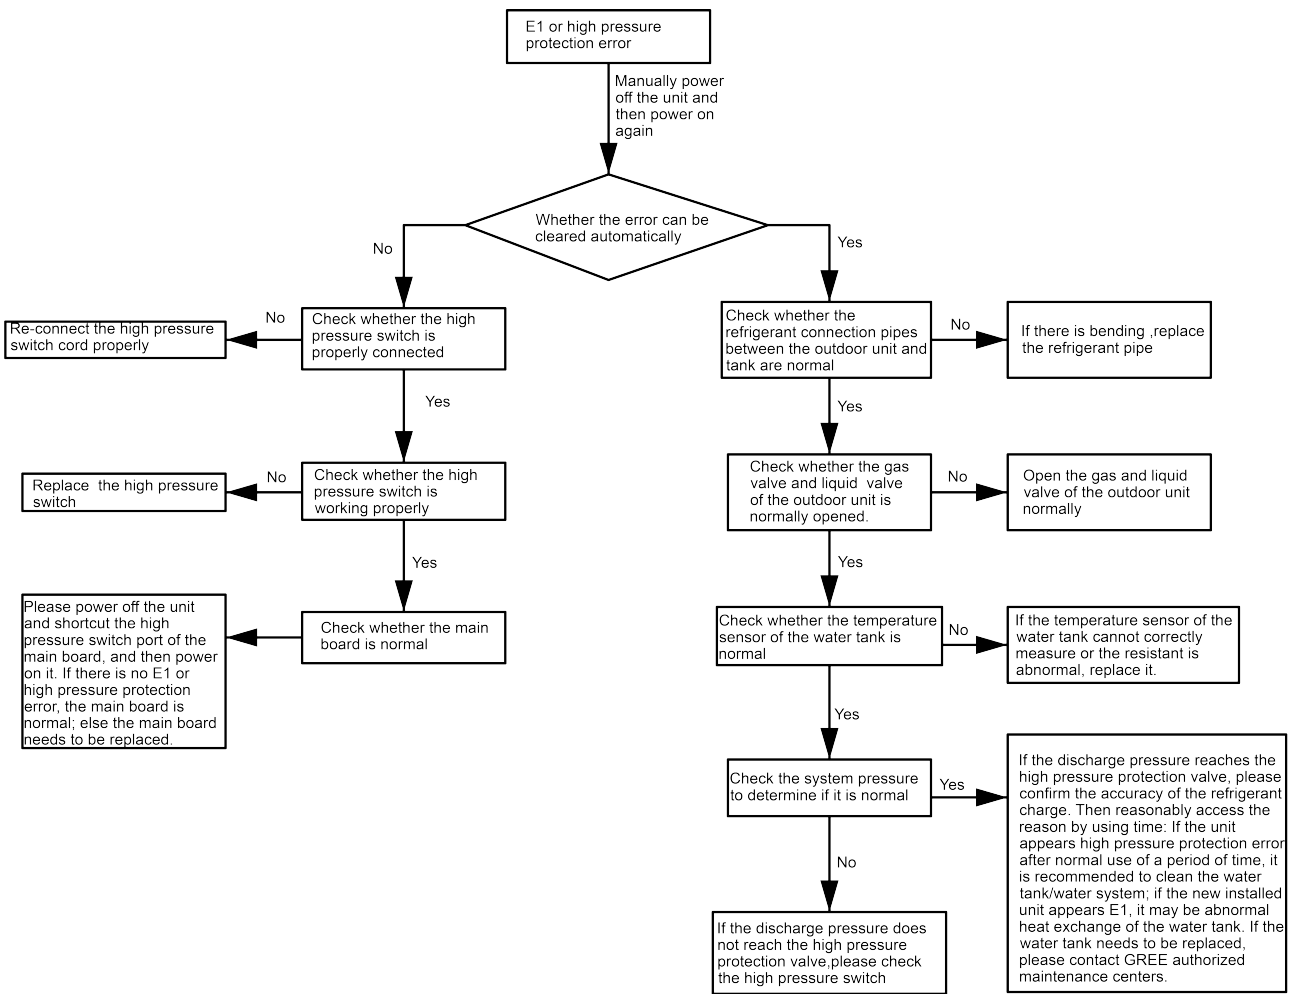 E1 or high pressure
protection error
Manually power
off the unit and
then power on
again
Whether the error can be
cleared automatically
No
Yes
Re-connect the high pressure
switch cord properly
No
Check whether the high
pressure switch is
properly connected
Check whether the
refrigerant connection pipes
between the outdoor unit and
tank are normal
No
If there is bending ,replace
the refrigerant pipe
Yes
Yes
Replace the high pressure
switch
No
Check whether the high
pressure switch is
working properly
Check whether the gas
valve and liquid valve
of the outdoor unit is
normally opened.
No
Open the gas and liquid
valve of the outdoor unit
normally
Yes
Yes
Please power off the unit
and shortcut the high
pressure switch port of the
main board, and then power
on it. If there is no E1 or
high pressure protection
error, the main board is
normal; else the main board
needs to be replaced.
Check whether the main
board is normal
Check whether the temperature
sensor of the water tank is
normal
No
If the temperature sensor of the
water tank cannot correctly
measure or the resistant is
abnormal, replace it.
Yes
Check the system pressure
to determine if it is normal
Yes
If the discharge pressure reaches the
high pressure protection valve, please
confirm the accuracy of the refrigerant
charge. Then reasonably access the
reason by using time: If the unit
appears high pressure protection error
after normal use of a period of time, it
is recommended to clean the water
tank/water system; if the new installed
unit appears E1, it may be abnormal
heat exchange of the water tank. If the
water tank needs to be replaced,
please contact GREE authorized
maintenance centers.
No
If the discharge pressure does
not reach the high pressure
protection valve,please check
the high pressure switch